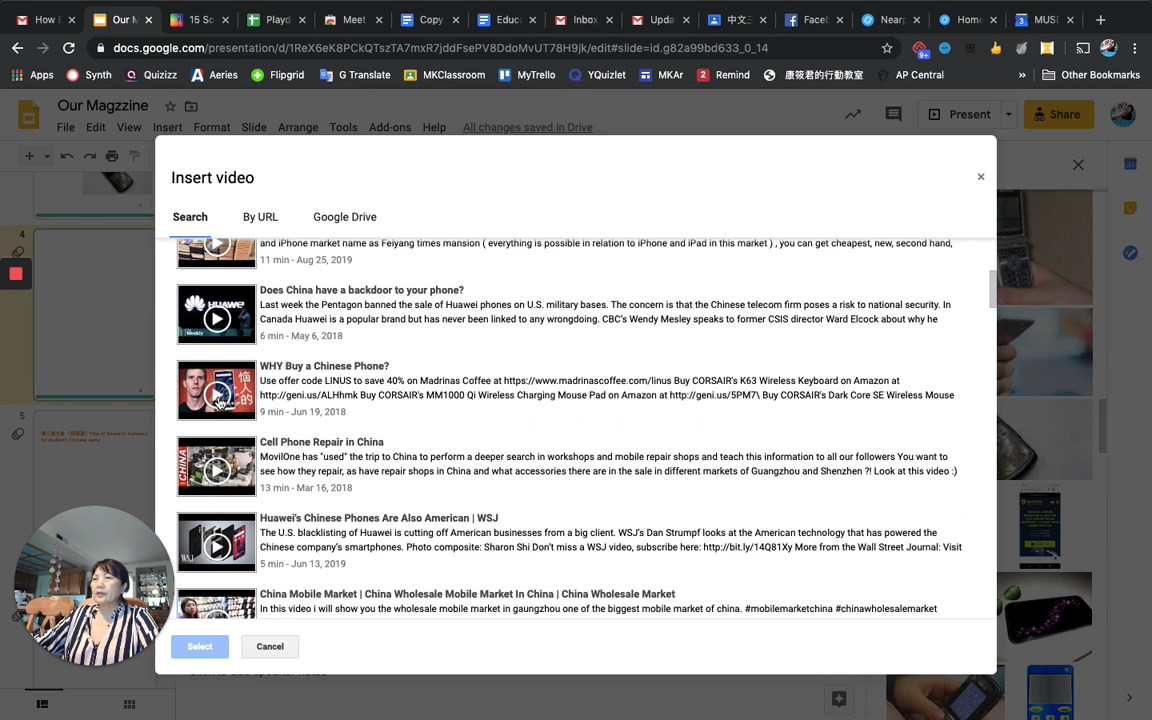 How E
Our M
15 So
Playd
Meet
Copy
Educ
Inbox
Upda
中文三
Facel
Nearp
Home
MUSI
docs.google.com/presentation/d/1ReX6eK8PCkQTszTA7mxR7jddFsePV8DdoMvUT78H9jk/edit#slide=id.g82a99bd633_0_14
9+
Apps
Synth
Quizizz
Aeries
Flipgrid
G Translate
MKClassroom
MyTrello
YQuizlet
MKAr
Remind
康筱君的行動教室
AP Central
»
Other Bookmarks
Our Magzzine
File Edit View Insert Format Slide Arrange Tools Add-ons Help All changes saved in Drive
Present
Share
Insert video
Search
By URL
Google Drive
and iPhone market name as Feiyang times mansion ( everything is possible in relation to iPhone and iPad in this market ) , you can get cheapest, new, second hand,
11 min - Aug 25, 2019
Does China have a backdoor to your phone?
Last week the Pentagon banned the sale of Huawei phones on U.S. military bases. The concern is that the Chinese telecom firm poses a risk to national security. In
Canada Huawei is a popular brand but has never been linked to any wrongdoing. CBC's Wendy Mesley speaks to former CSIS director Ward Elcock about why he
6 min - May 6, 2018
HUAWEI
Weekly
WHY Buy a Chinese Phone?
Use offer code LINUS to save 40% on Madrinas Coffee at https://www.madrinascoffee.com/linus Buy CORSAIR's K63 Wireless Keyboard on Amazon at
http://geni.us/ALHhmk Buy CORSAIR's MM1000 Qi Wireless Charging Mouse Pad on Amazon at http://geni.us/5PM7\ Buy CORSAIR's Dark Core SE Wireless Mouse
9 min - Jun 19, 2018
惱人的
Cell Phone Repair in China
MovilOne has "used" the trip to China to perform a deeper search in workshops and mobile repair shops and teach this information to all our followers You want to
see how they repair, as have repair shops in China and what accessories there are in the sale in different markets of Guangzhou and Shenzhen ?! Look at this video :)
13 min - Mar 16, 2018
CHINA
Huawei's Chinese Phones Are Also American | WSJ
The U.S. blacklisting of Huawei is cutting off American businesses from a big client. WSJ's Dan Strumpf looks at the American technology that has powered the
Chinese company's smartphones. Photo composite: Sharon Shi Don't miss a WSJ video, subscribe here: http://bit.ly/14Q81Xy More from the Wall Street Journal: Visit
5 min - Jun 13, 2019
WSJ
China Mobile Market | China Wholesale Mobile Market In China | China Wholesale Market
In this video i will show you the wholesale mobile market in gaungzhou one of the biggest mobile market of china. #mobilemarketchina #chinawholesalemarket
Select
Cancel
4
5
by student's Chinese name